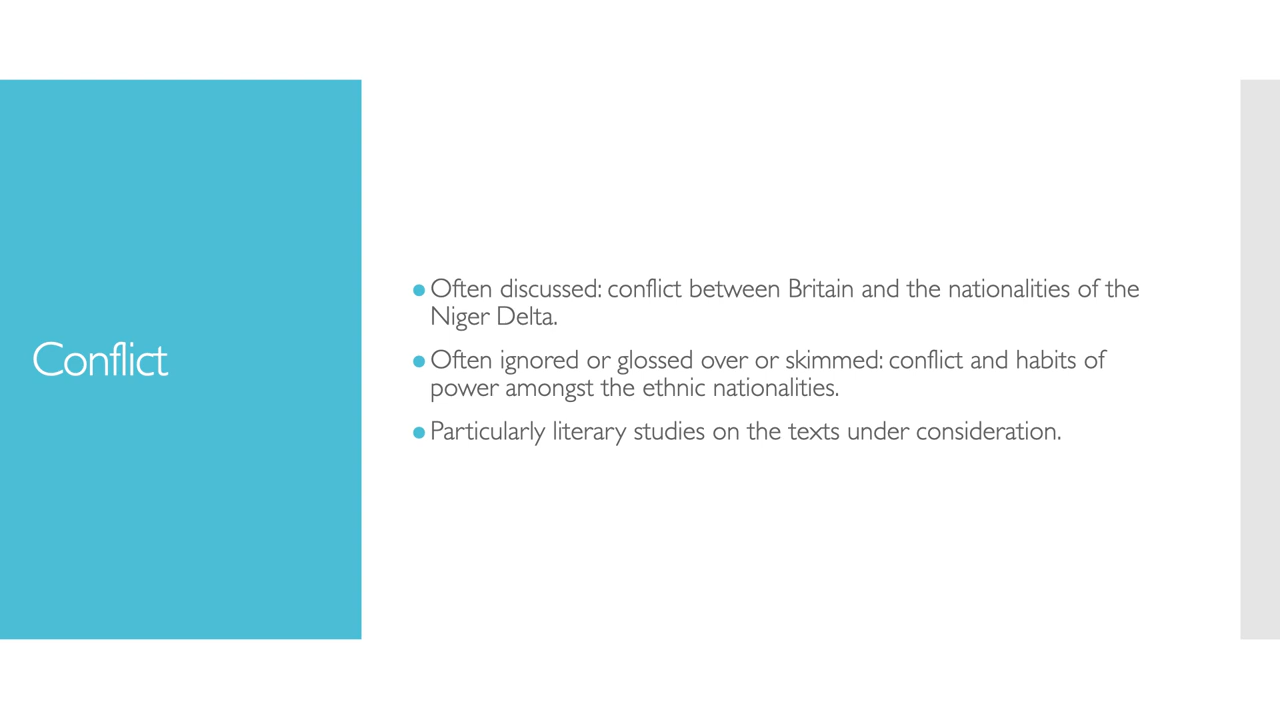 Conflict
Often discussed: conflict between Britain and the nationalities of the
Niger Delta.
Often ignored or glossed over or skimmed: conflict and habits of
power amongst the ethnic nationalities.
Particularly literary studies on the texts under consideration.